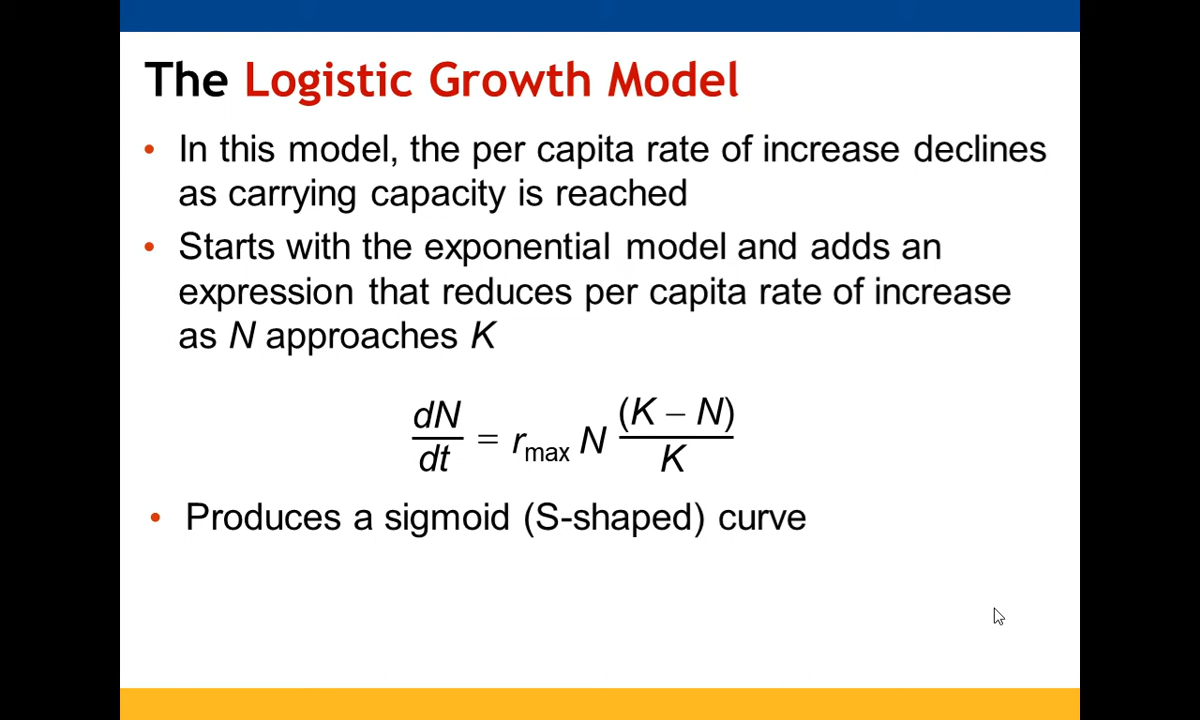 The Logistic Growth Model
• In this model, the per capita rate of increase declines
as carrying capacity is reached
• Starts with the exponential model and adds an
expression that reduces per capita rate of increase
as N approaches K
dN/dt = rmax N (K – N)/K
• Produces a sigmoid (S-shaped) curve